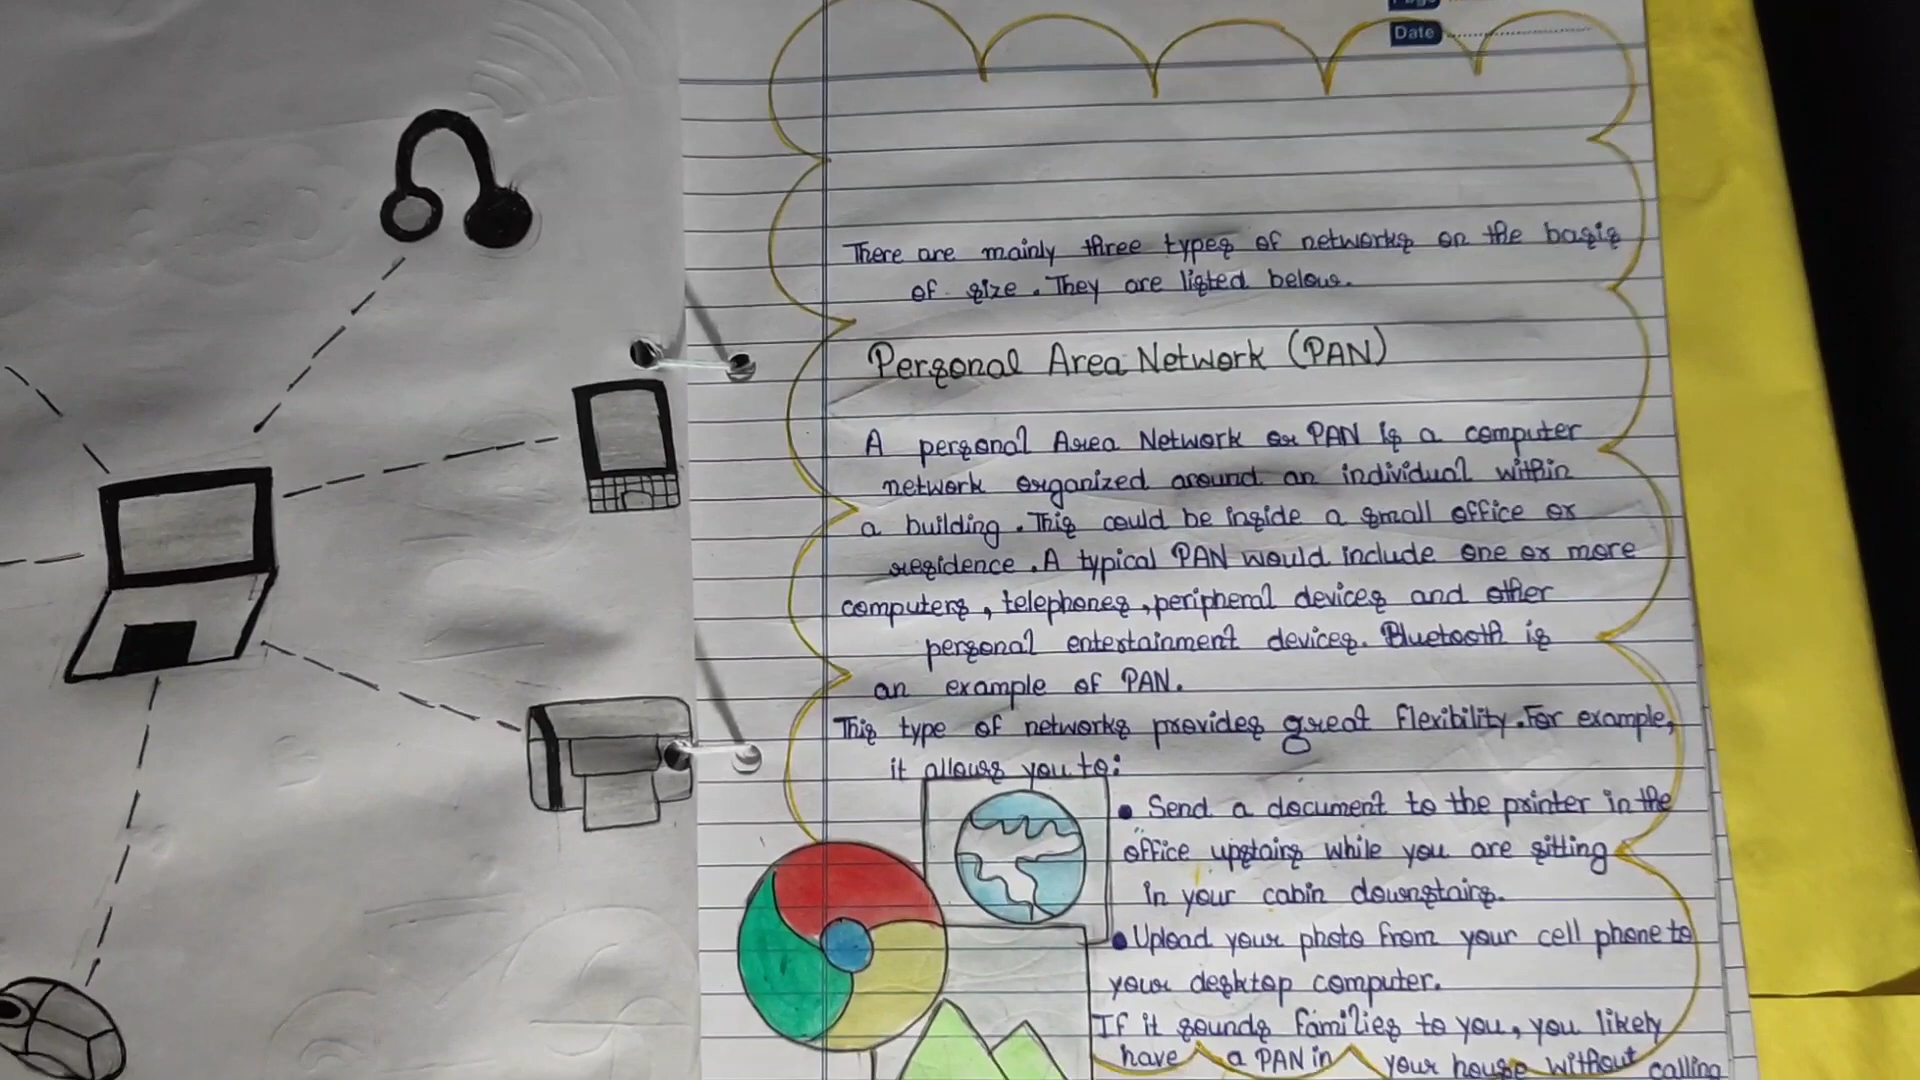 Date
There are mainly three types of networks on the basis
of size. They are listed below.
Personal Area Network (PAN)
A personal Area Network or PAN is a computer
network organized around an individual within
a building. This could be inside a small office or
residence. A typical PAN would include one or more
computers, telephones, peripheral devices and other
personal entertainment devices. Bluetooth is
an example of PAN.
This type of networks provides great flexibility. For example,
it allows you to:
• Send a document to the printer in the
office upstairs while you are sitting
in your cabin downstairs.
• Upload your photo from your cell phone to
your desktop computer.
If it sounds families to you, you likely
have a PAN in your house without calling